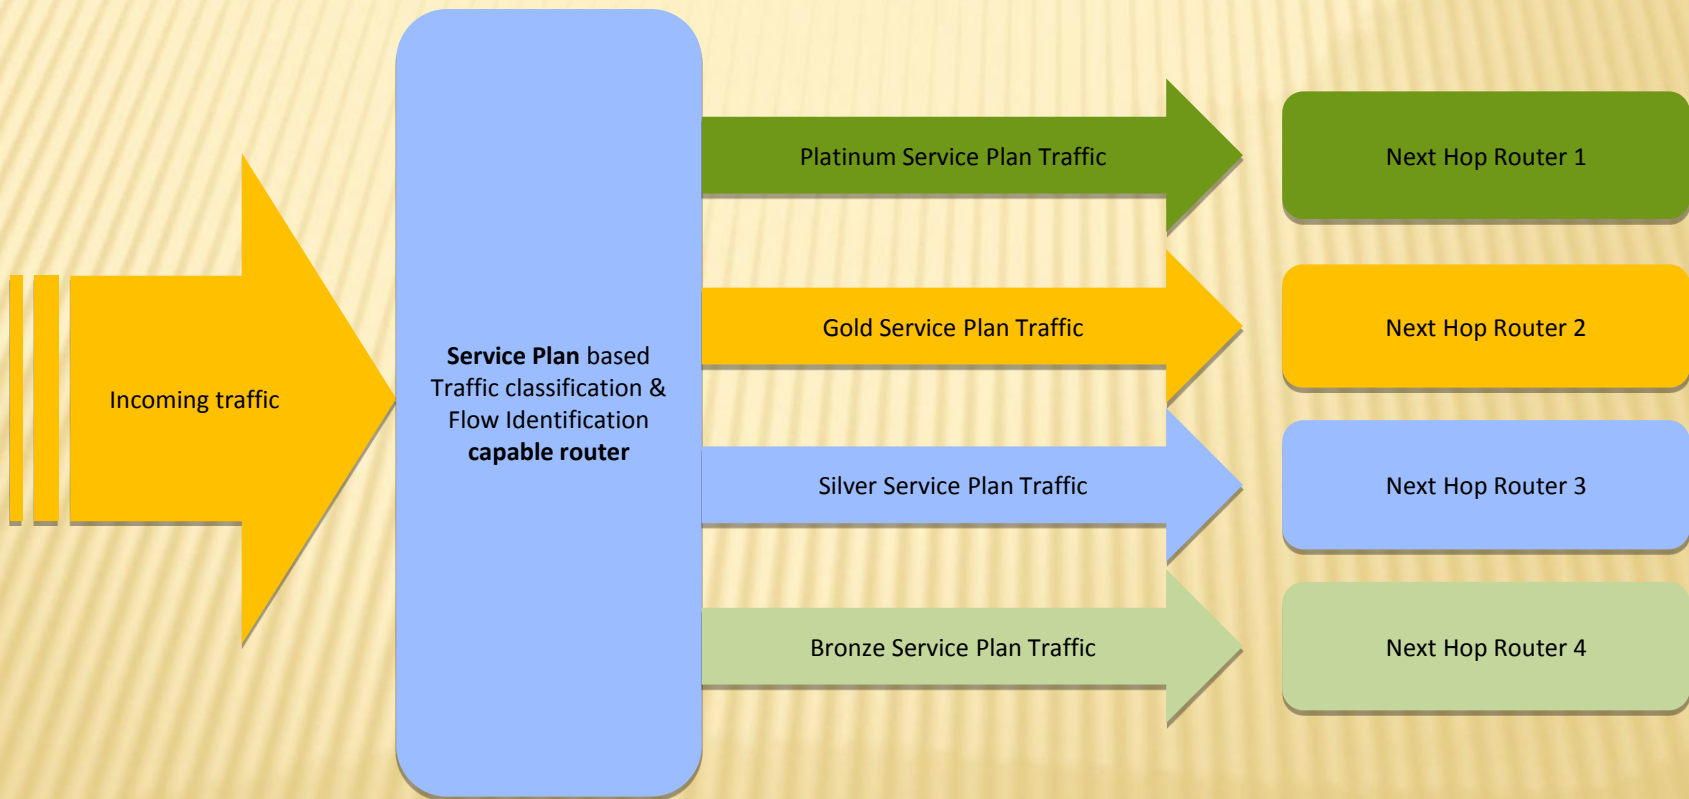 Incoming traffic
Service Plan based
Traffic classification &
Flow Identification
capable router
Platinum Service Plan Traffic
Next Hop Router 1
Gold Service Plan Traffic
Next Hop Router 2
Silver Service Plan Traffic
Next Hop Router 3
Bronze Service Plan Traffic
Next Hop Router 4